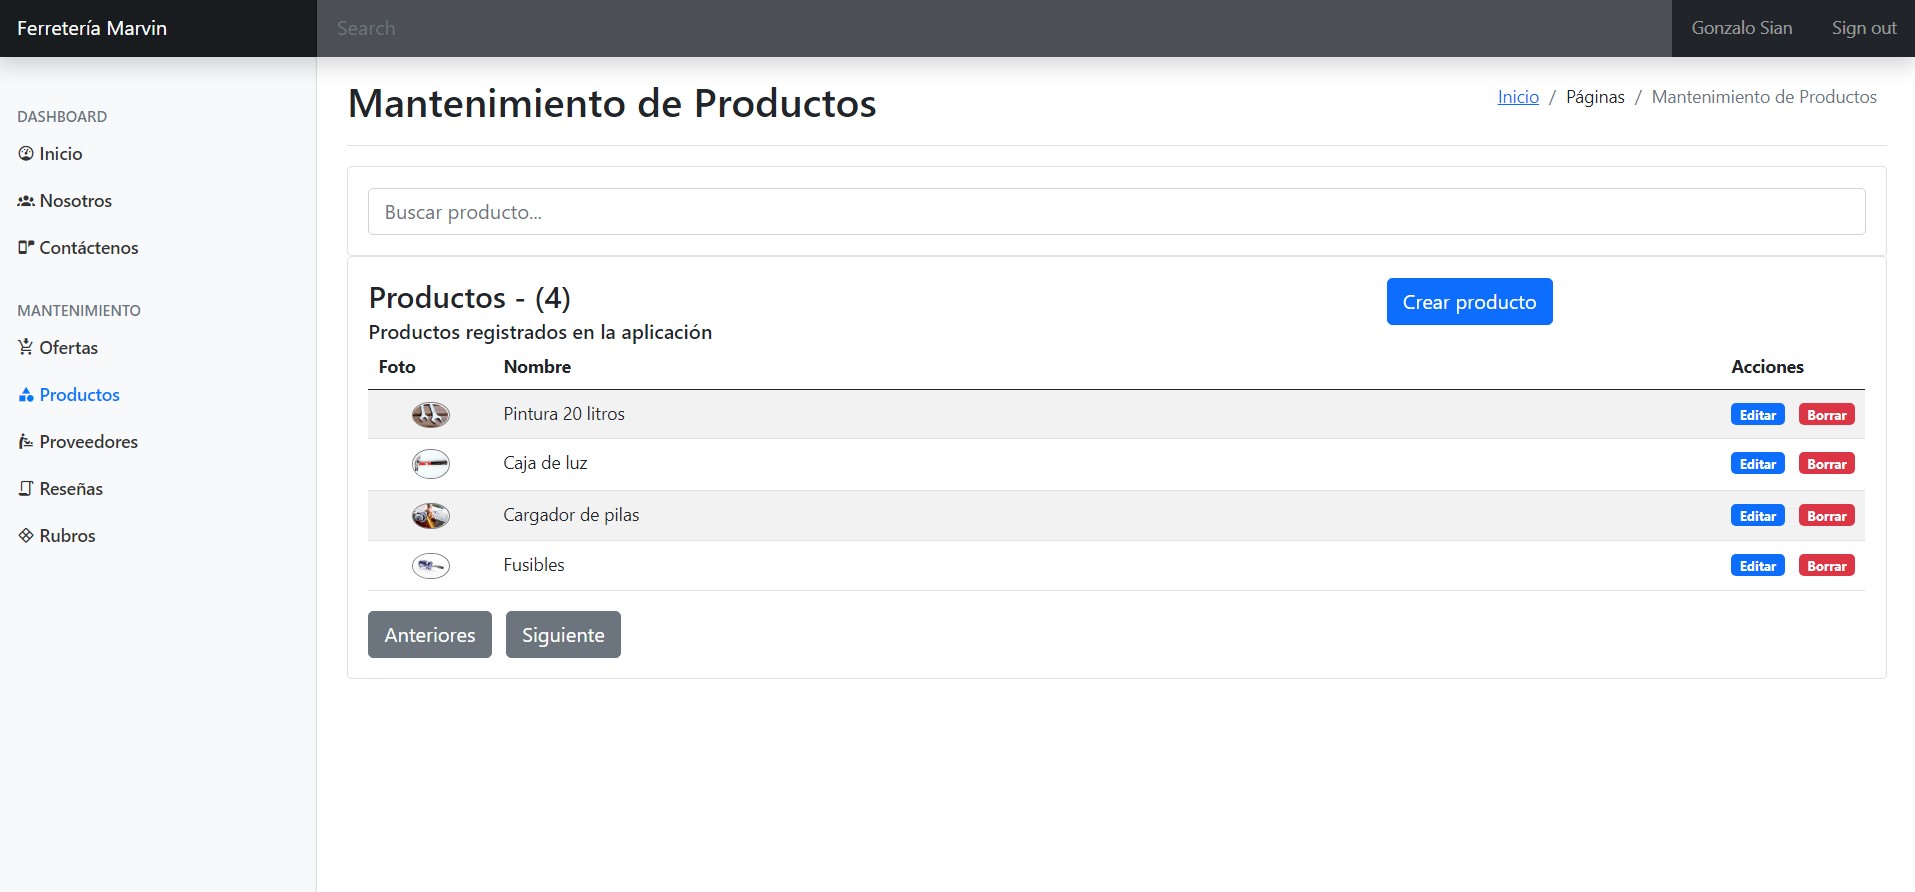 Ferretería Marvin
Search
Gonzalo Sian
Sign out
DASHBOARD
Inicio
Nosotros
Contáctenos
MANTENIMIENTO
Ofertas
Productos
Proveedores
Reseñas
Rubros
Mantenimiento de Productos
Inicio / Páginas / Mantenimiento de Productos
Buscar producto...
Productos - (4)
Crear producto
Productos registrados en la aplicación
Foto Nombre Acciones
Pintura 20 litros Editar Borrar
Caja de luz Editar Borrar
Cargador de pilas Editar Borrar
Fusibles Editar Borrar
Anteriores Siguiente